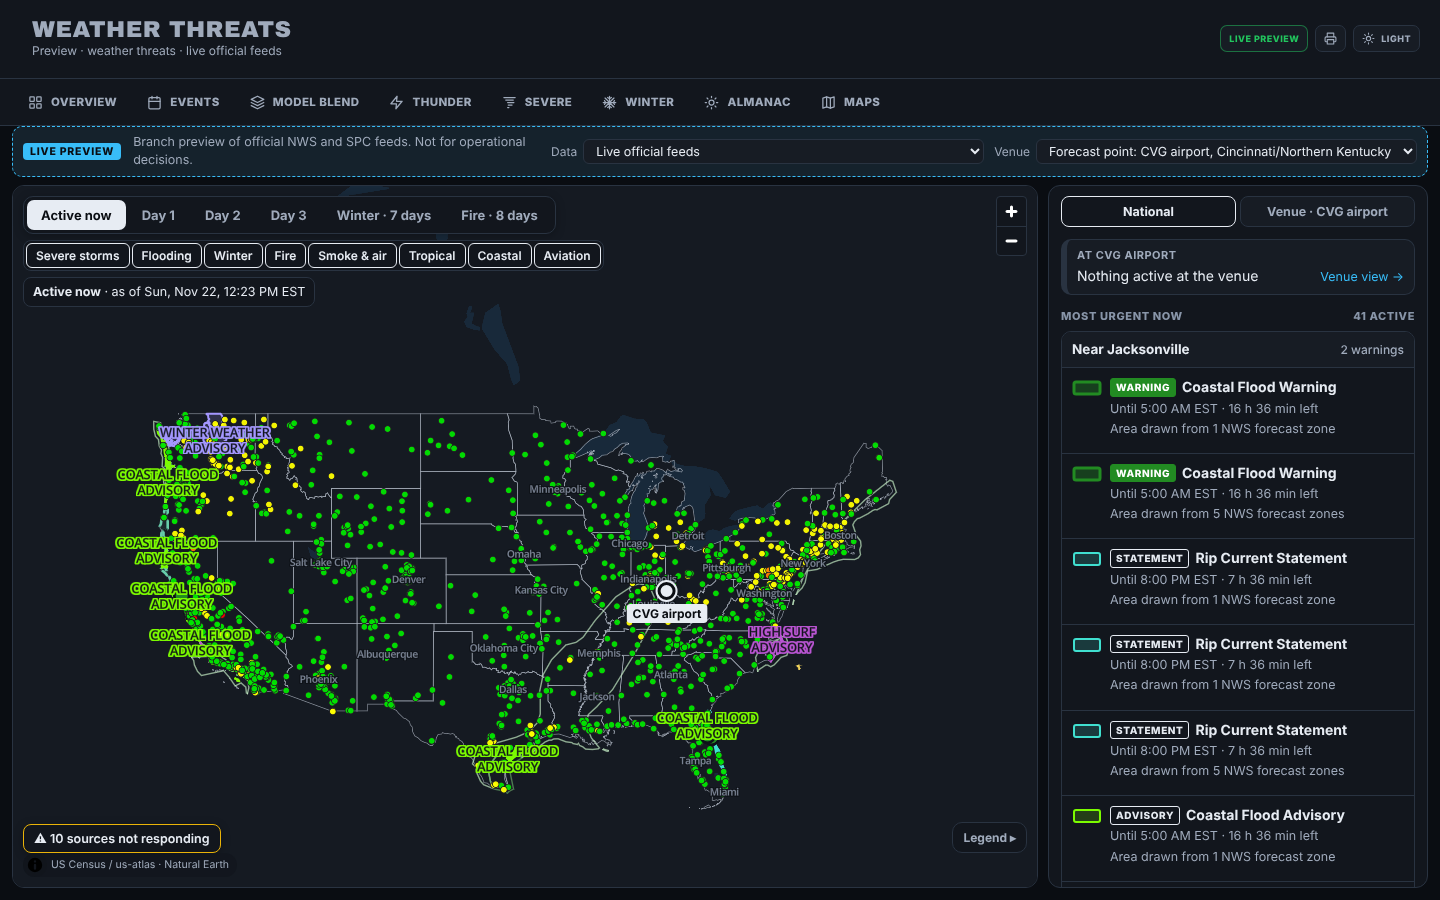 WEATHER THREATS
Preview · weather threats · live official feeds
LIVE PREVIEW
LIGHT
OVERVIEW
EVENTS
MODEL BLEND
THUNDER
SEVERE
WINTER
ALMANAC
MAPS
LIVE PREVIEW
Branch preview of official NWS and SPC feeds. Not for operational
decisions.
Data
Live official feeds
Venue
Forecast point: CVG airport, Cincinnati/Northern Kentucky
Active now
Day 1
Day 2
Day 3
Winter · 7 days
Fire · 8 days
Severe storms
Flooding
Winter
Fire
Smoke & air
Tropical
Coastal
Aviation
Active now · as of Sun, Nov 22, 12:23 PM EST
WINTER WEATHER
ADVISORY
COASTAL FLOOD
ADVISORY
Minneapolis
COASTAL FLOOD
ADVISORY
Chicago
Detroit
Boston
Omaha
Salt Lake City
Pittsburgh
New York
Denver
Indianapolis
COASTAL FLOOD
ADVISORY
Kansas City
Washington
CVG airport
COASTAL FLOOD
ADVISORY
HIGH SURF
ADVISORY
Albuquerque
Oklahoma City
Memphis
Phoenix
Atlanta
Dallas
Jackson
COASTAL FLOOD
ADVISORY
COASTAL FLOOD
ADVISORY
Tampa
Miami
10 sources not responding
US Census / us-atlas · Natural Earth
Legend ▸
National
Venue · CVG airport
AT CVG AIRPORT
Nothing active at the venue
Venue view →
MOST URGENT NOW
41 ACTIVE
Near Jacksonville
2 warnings
WARNING Coastal Flood Warning
Until 5:00 AM EST · 16 h 36 min left
Area drawn from 1 NWS forecast zone
WARNING Coastal Flood Warning
Until 5:00 AM EST · 16 h 36 min left
Area drawn from 5 NWS forecast zones
STATEMENT Rip Current Statement
Until 8:00 PM EST · 7 h 36 min left
Area drawn from 1 NWS forecast zone
STATEMENT Rip Current Statement
Until 8:00 PM EST · 7 h 36 min left
Area drawn from 1 NWS forecast zone
STATEMENT Rip Current Statement
Until 8:00 PM EST · 7 h 36 min left
Area drawn from 5 NWS forecast zones
ADVISORY Coastal Flood Advisory
Until 5:00 AM EST · 16 h 36 min left
Area drawn from 1 NWS forecast zone